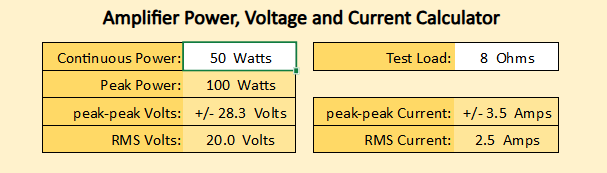 Amplifier Power, Voltage and Current Calculator
Continuous Power: 50 Watts Test Load: 8 Ohms
Peak Power: 100 Watts
peak-peak Volts: +/- 28.3 Volts peak-peak Current: +/- 3.5 Amps
RMS Volts: 20.0 Volts RMS Current: 2.5 Amps